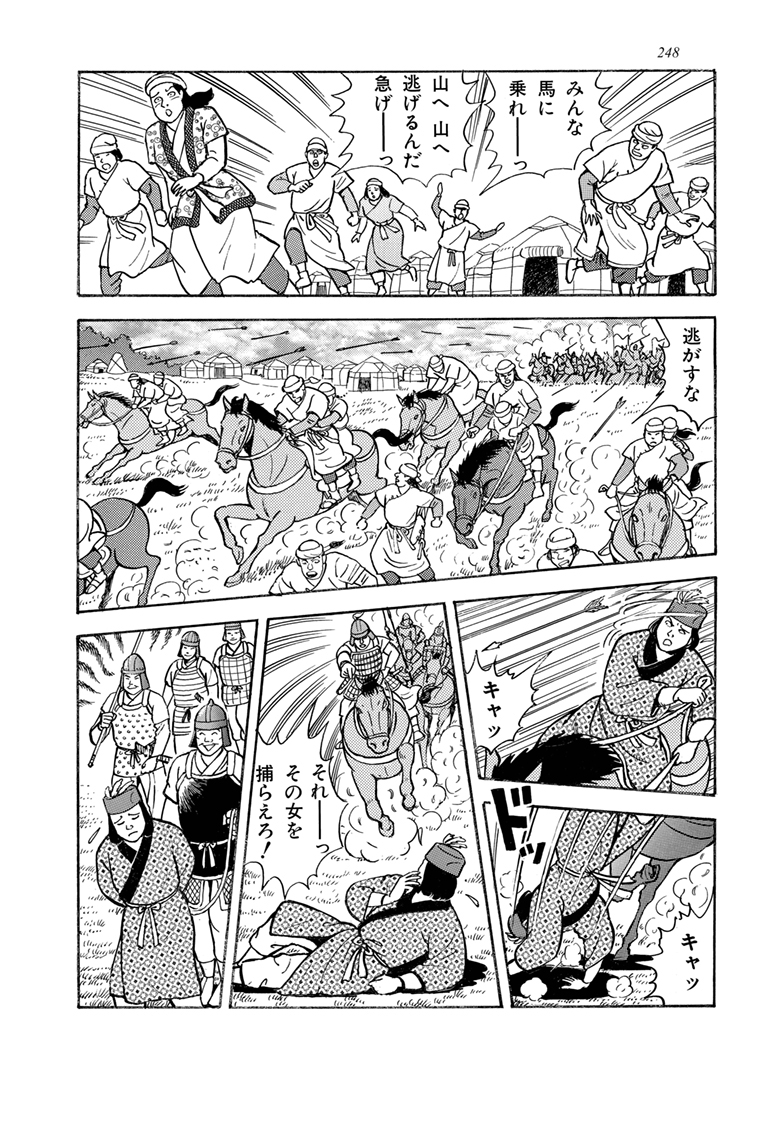 248
みんな
馬に
乗れ――っ
山へ 山へ
逃げるんだ
急げ――っ
逃がすな
キャッ
ドドッ
キャッ
それ――っ
その女を
捕らえろ!